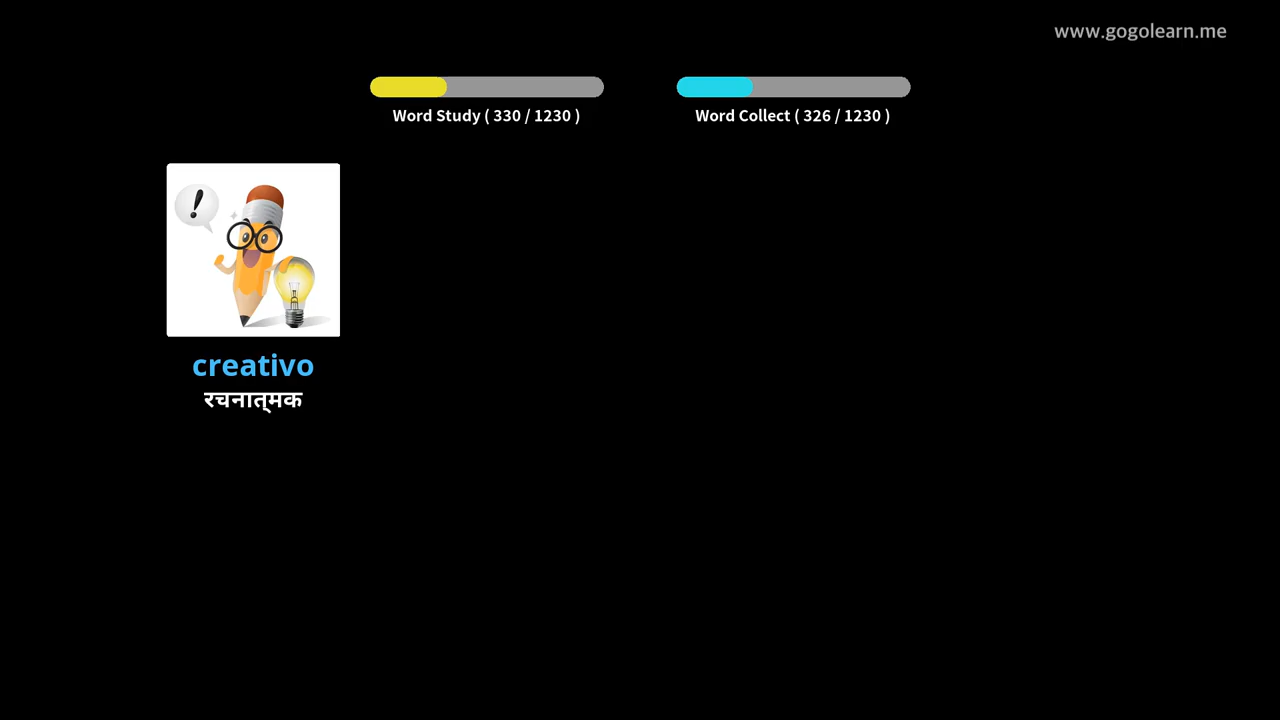 www.gogolearn.me
Word Study ( 330 / 1230 )
Word Collect ( 326 / 1230 )
!
creativo
रचनात्‍मक